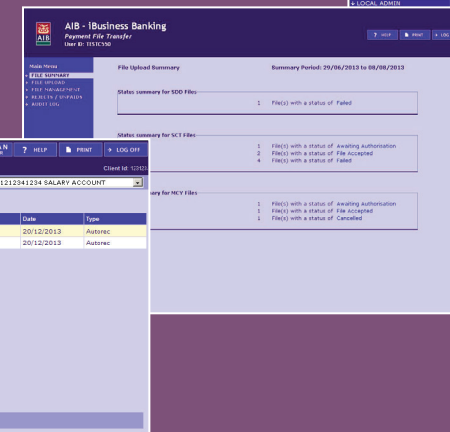 + LOCAL ADMIN
AIB
AIB - iBusiness Banking
Payment File Transfer
User ID: TISTC550
? HELP
PRINT
+ LOG
Main Menu
FILE SUMMARY
FILE UPLOAD
FILE MANAGEMENT
REJECTS / UNPAIDS
AUDIT LOG
File Upload Summary
Summary Period: 29/06/2013 to 08/08/2013
Status summary for SDD Files
1 File(s) with a status of Failed
Status summary for SCT Files
1 File(s) with a status of Awaiting authorisation
2 File(s) with a status of File Accepted
4 File(s) with a status of Failed
ary for MCY Files
1 File(s) with a status of Awaiting authorisation
1 File(s) with a status of File Accepted
1 File(s) with a status of Cancelled
? HELP
PRINT
→ LOG OFF
Client Id: 123123
1212341234 SALARY ACCOUNT
Date Type
20/12/2013 Autorec
20/12/2013 Autorec